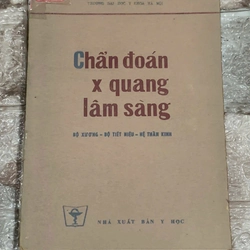 Chẩn đoán
x quang
lâm sàng
BỘ XƯƠNG - BỘ TIẾT NIỆU - HỆ THẦN KINH
NHÀ XUẤT BẢN Y HỌC